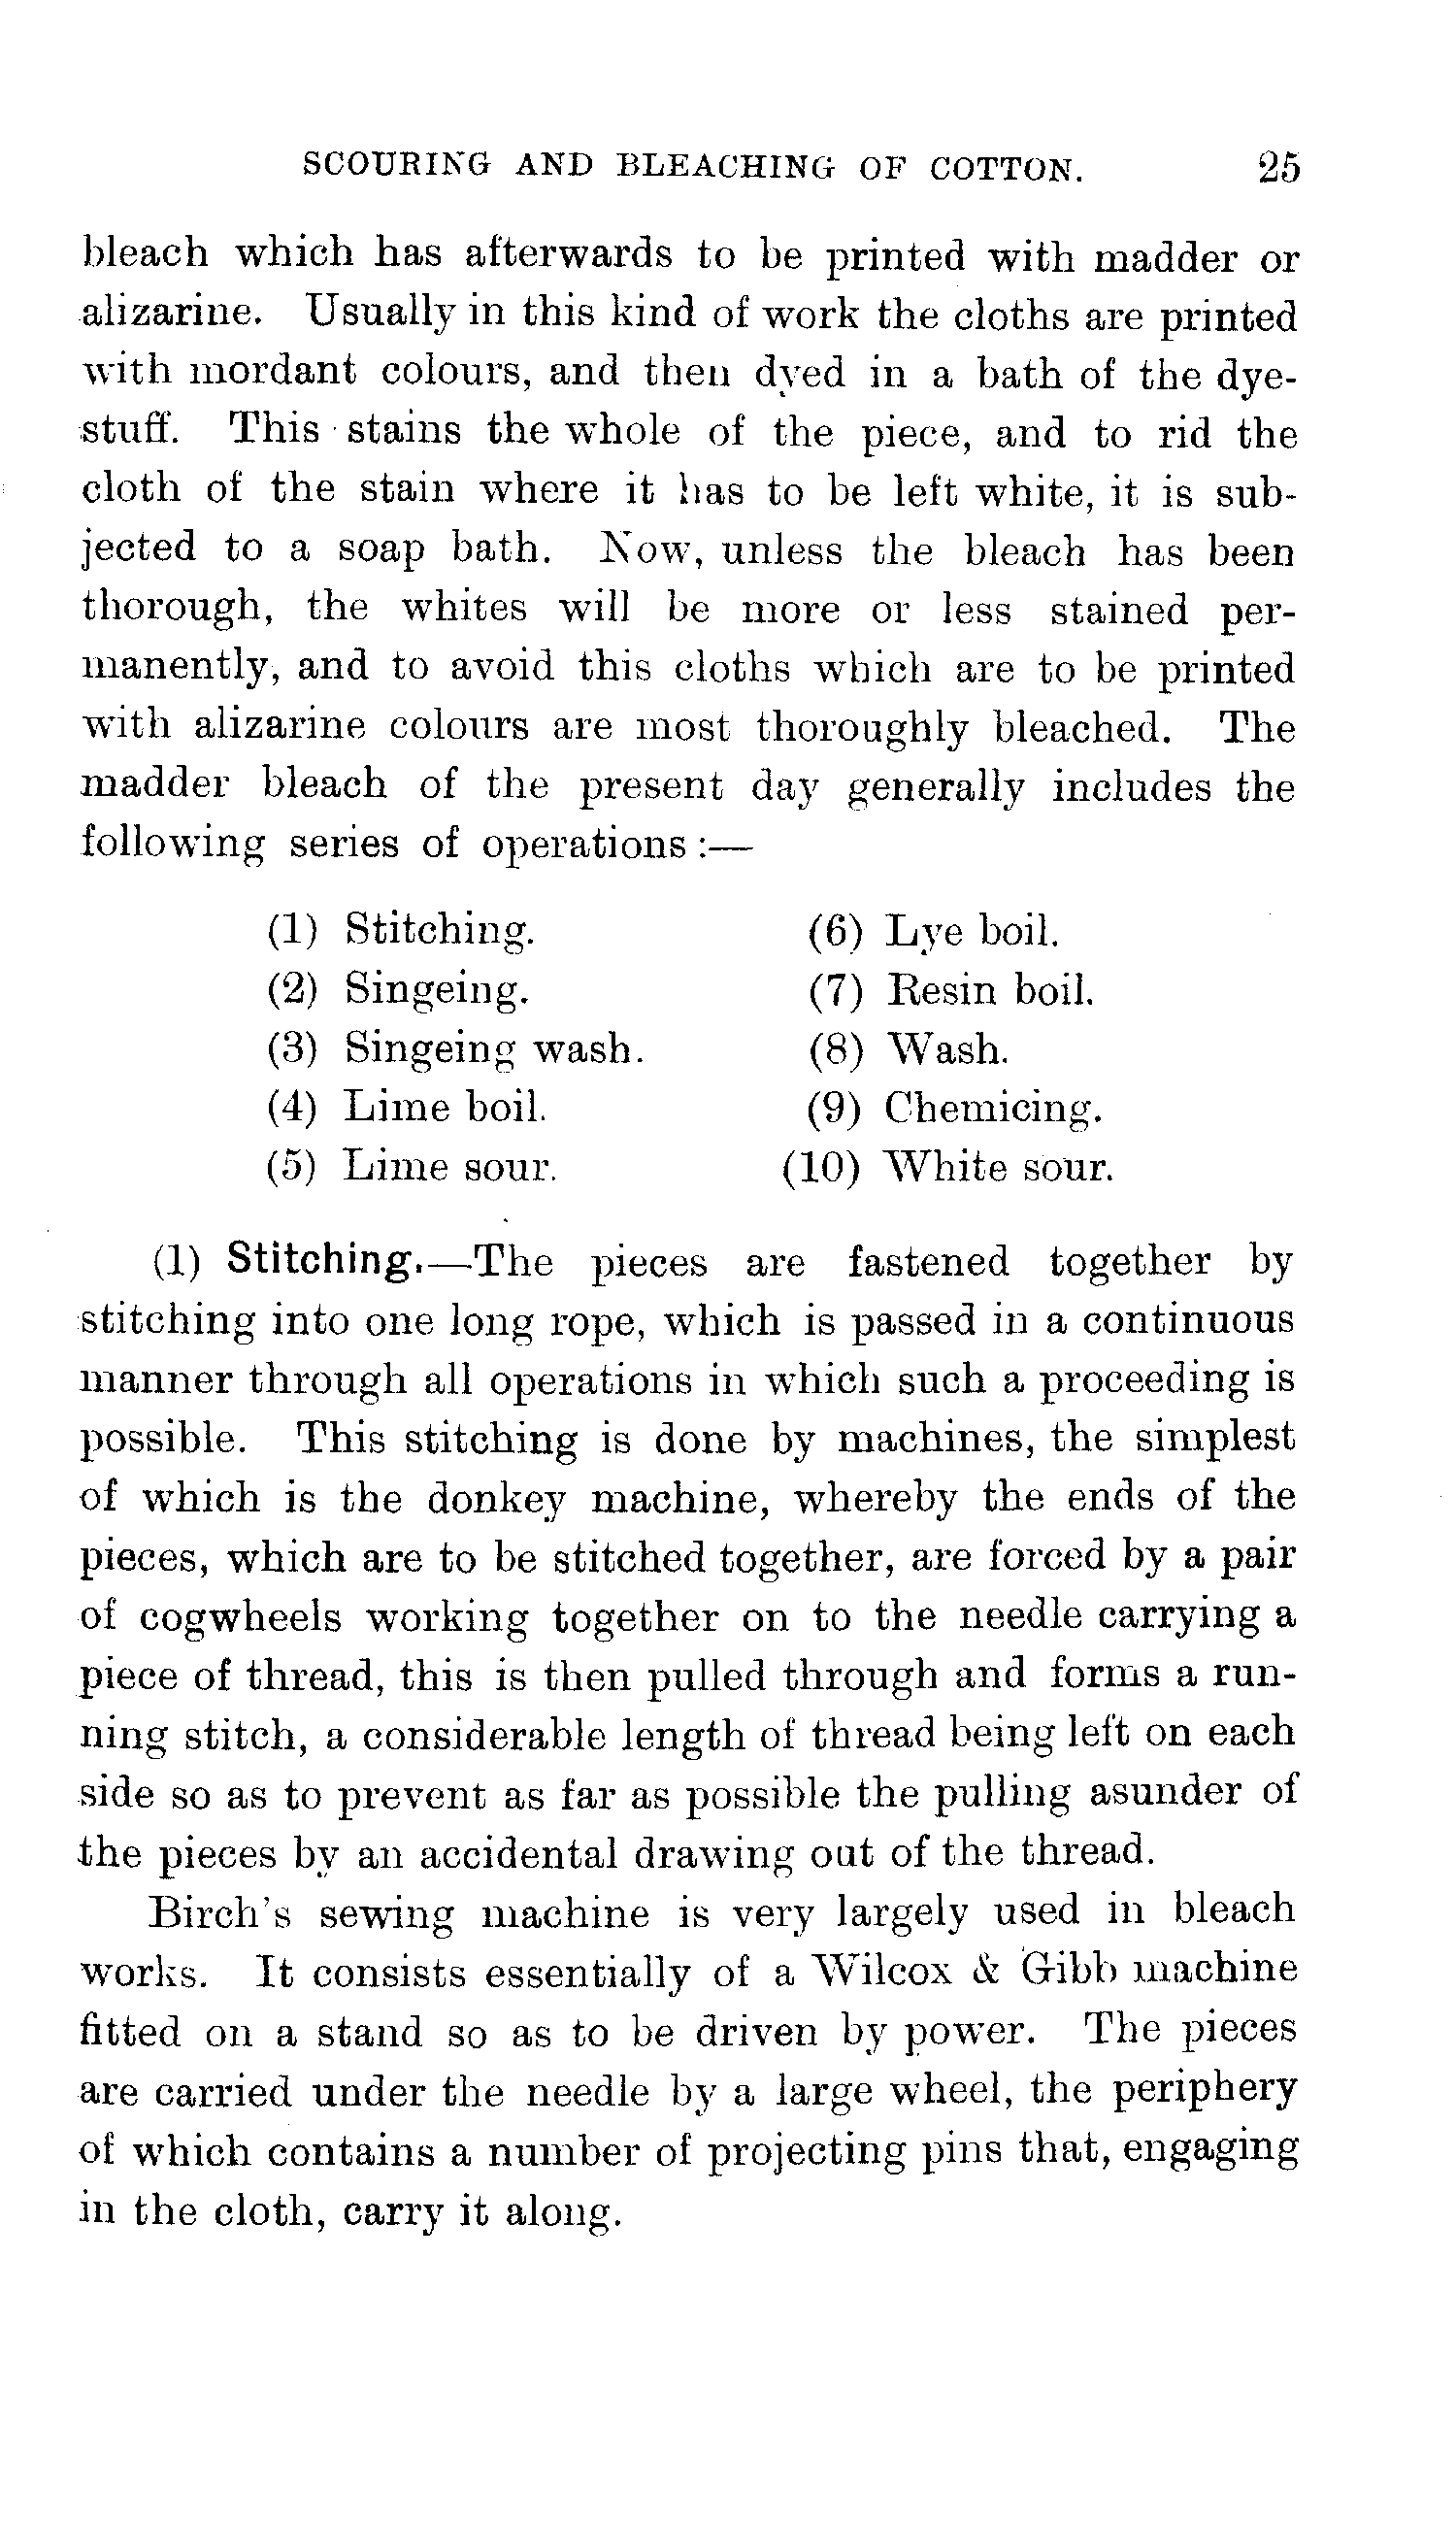 SCOURING AND BLEACHING OF COTTON. 25
bleach which has afterwards to be printed with madder or
alizarine. Usually in this kind of work the cloths are printed
with mordant colours, and then dyed in a bath of the dye-
stuff. This stains the whole of the piece, and to rid the
cloth of the stain where it has to be left white, it is sub-
jected to a soap bath. Now, unless the bleach has been
thorough, the whites will be more or less stained per-
manently, and to avoid this cloths which are to be printed
with alizarine colours are most thoroughly bleached. The
madder bleach of the present day generally includes the
following series of operations :—
(1) Stitching.
(2) Singeing.
(3) Singeing wash.
(4) Lime boil.
(5) Lime sour.
(6) Lye boil.
(7) Resin boil.
(8) Wash.
(9) Chemicing.
(10) White sour.
(1) Stitching.—The pieces are fastened together by
stitching into one long rope, which is passed in a continuous
manner through all operations in which such a proceeding is
possible. This stitching is done by machines, the simplest
of which is the donkey machine, whereby the ends of the
pieces, which are to be stitched together, are forced by a pair
of cogwheels working together on to the needle carrying a
piece of thread, this is then pulled through and forms a run-
ning stitch, a considerable length of thread being left on each
side so as to prevent as far as possible the pulling asunder of
the pieces by an accidental drawing out of the thread.
Birch's sewing machine is very largely used in bleach
works. It consists essentially of a Wilcox & Gibb machine
fitted on a stand so as to be driven by power. The pieces
are carried under the needle by a large wheel, the periphery
of which contains a number of projecting pins that, engaging
in the cloth, carry it along.